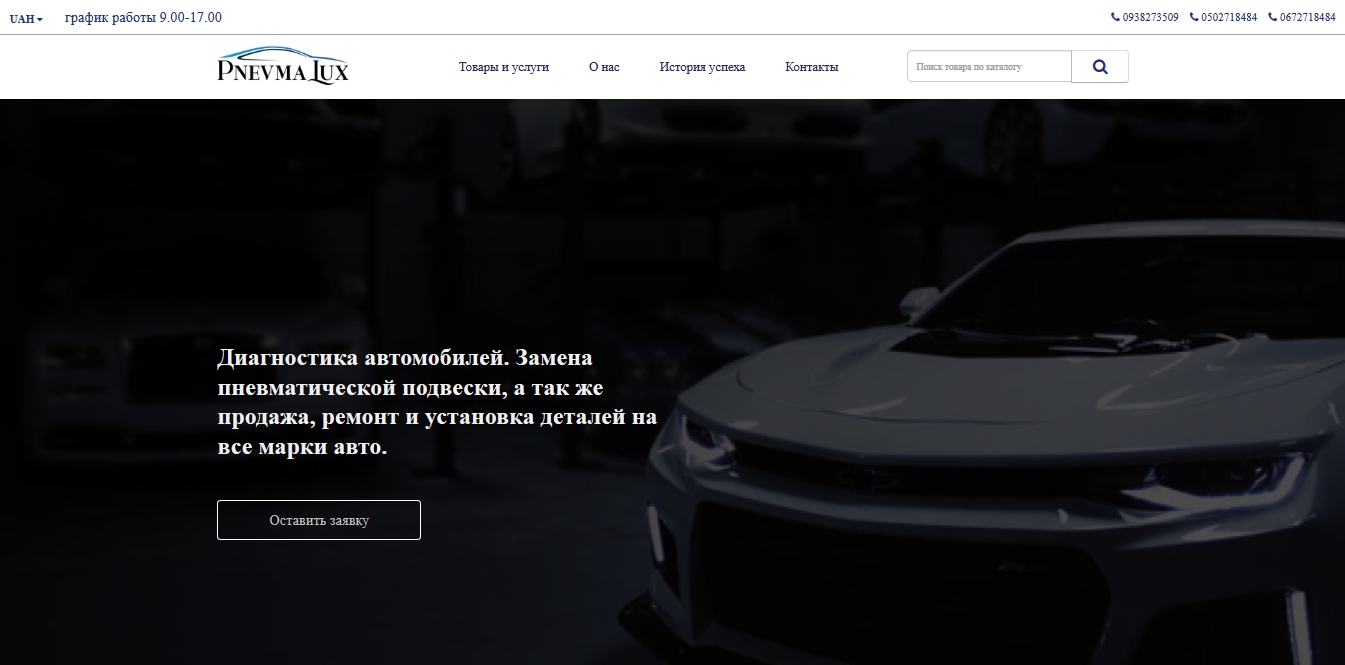 UAH график работы 9.00-17.00 0938273509 0502718484 0672718484
PNEVMA LUX Товары и услуги О нас История успеха Контакты Поиск товара по каталогу
Диагностика автомобилей. Замена
пневматической подвески, а так же
продажа, ремонт и установка деталей на
все марки авто.
Оставить заявку